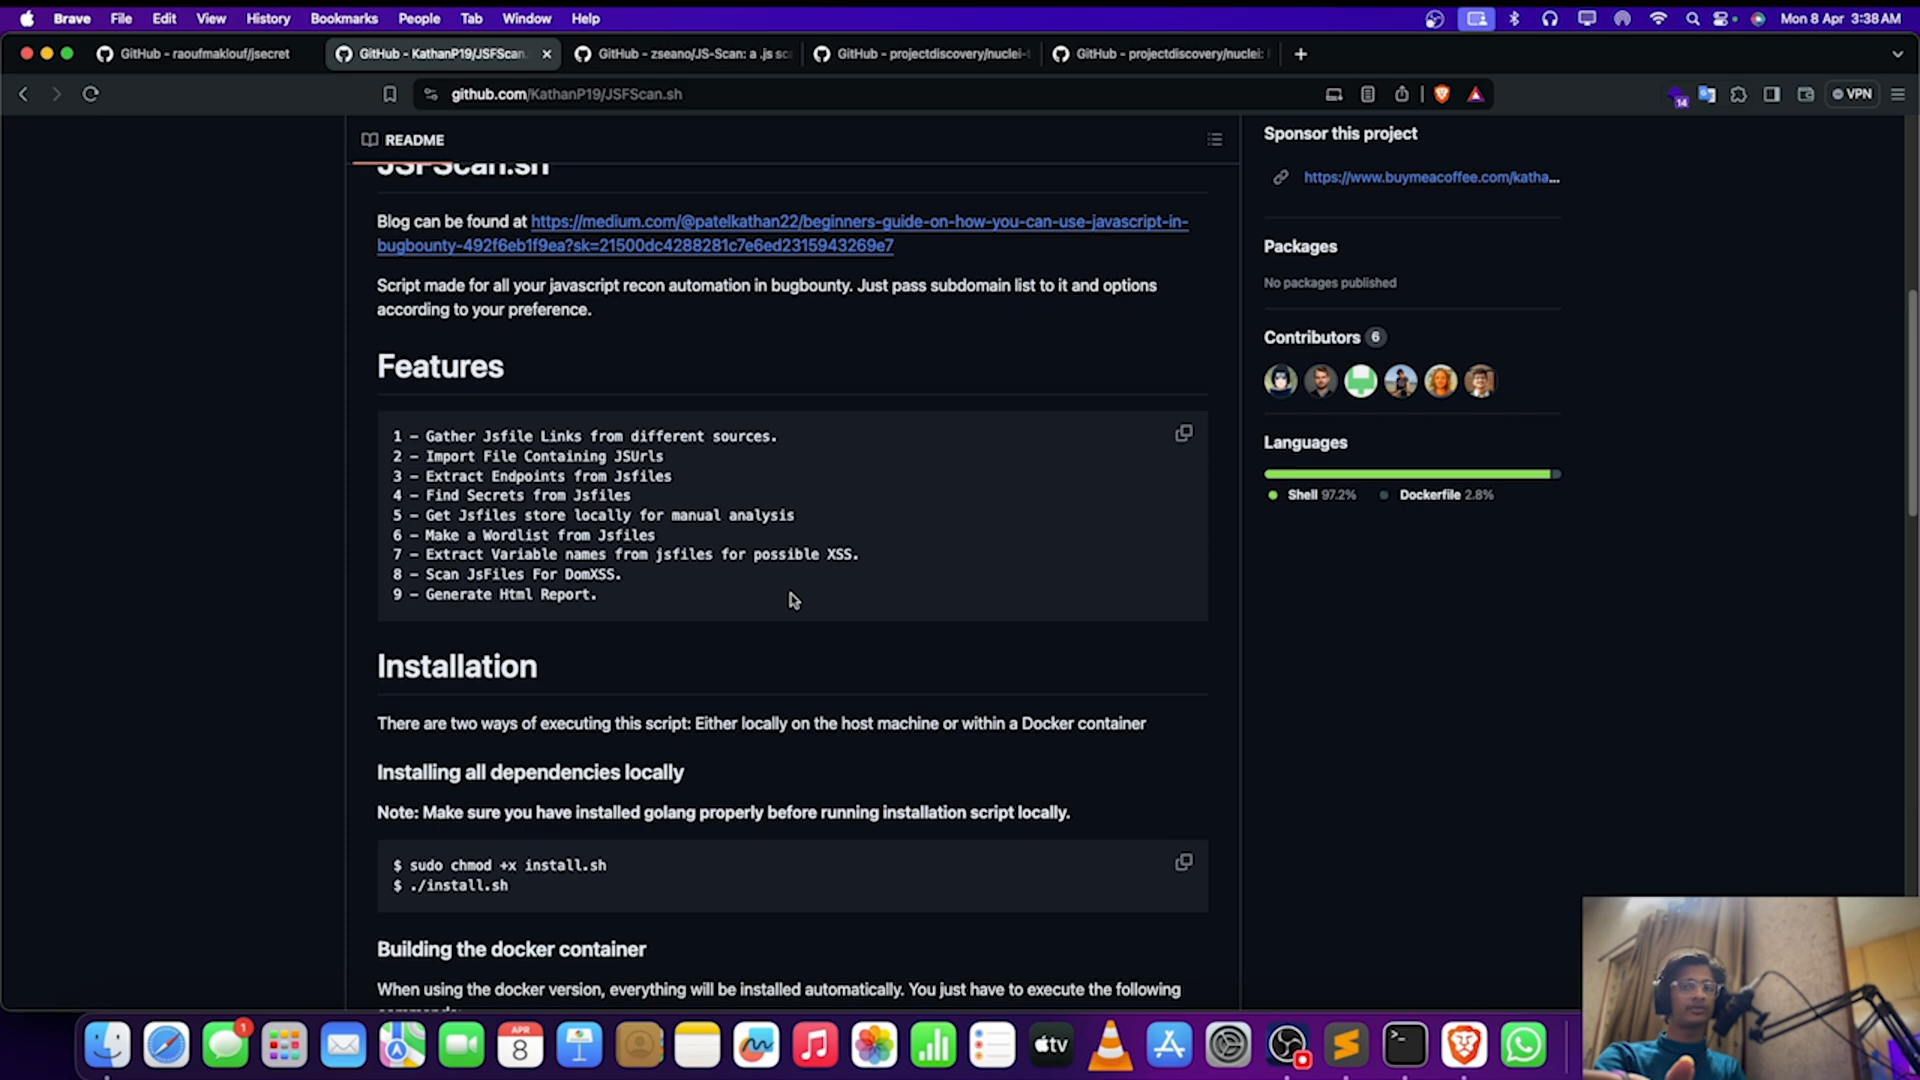 Brave File Edit View History Bookmarks People Tab Window Help Mon 8 Apr 3:38 AM
GitHub - raoufmaklouf/jsecret GitHub - KathanP19/JSFScan. GitHub - zseano/JS-Scan: a .js sca GitHub - projectdiscovery/nuclei-t GitHub - projectdiscovery/nuclei:
github.com/KathanP19/JSFScan.sh 14 VPN
README
JSFScan.sh
Blog can be found at https://medium.com/@patelkathan22/beginners-guide-on-how-you-can-use-javascript-in-
bugbounty-492f6eb1f9ea?sk=21500dc4288281c7e6ed2315943269e7
Script made for all your javascript recon automation in bugbounty. Just pass subdomain list to it and options
according to your preference.
Features
1 - Gather Jsfile Links from different sources.
2 - Import File Containing JSUrls
3 - Extract Endpoints from Jsfiles
4 - Find Secrets from Jsfiles
5 - Get Jsfiles store locally for manual analysis
6 - Make a Wordlist from Jsfiles
7 - Extract Variable names from jsfiles for possible XSS.
8 - Scan JsFiles For DomXSS.
9 - Generate Html Report.
Installation
There are two ways of executing this script: Either locally on the host machine or within a Docker container
Installing all dependencies locally
Note: Make sure you have installed golang properly before running installation script locally.
$ sudo chmod +x install.sh
$ ./install.sh
Building the docker container
When using the docker version, everything will be installed automatically. You just have to execute the following
Sponsor this project
https://www.buymeacoffee.com/katha...
Packages
No packages published
Contributors 6
Languages
Shell 97.2% Dockerfile 2.8%
1
APR
8
tv